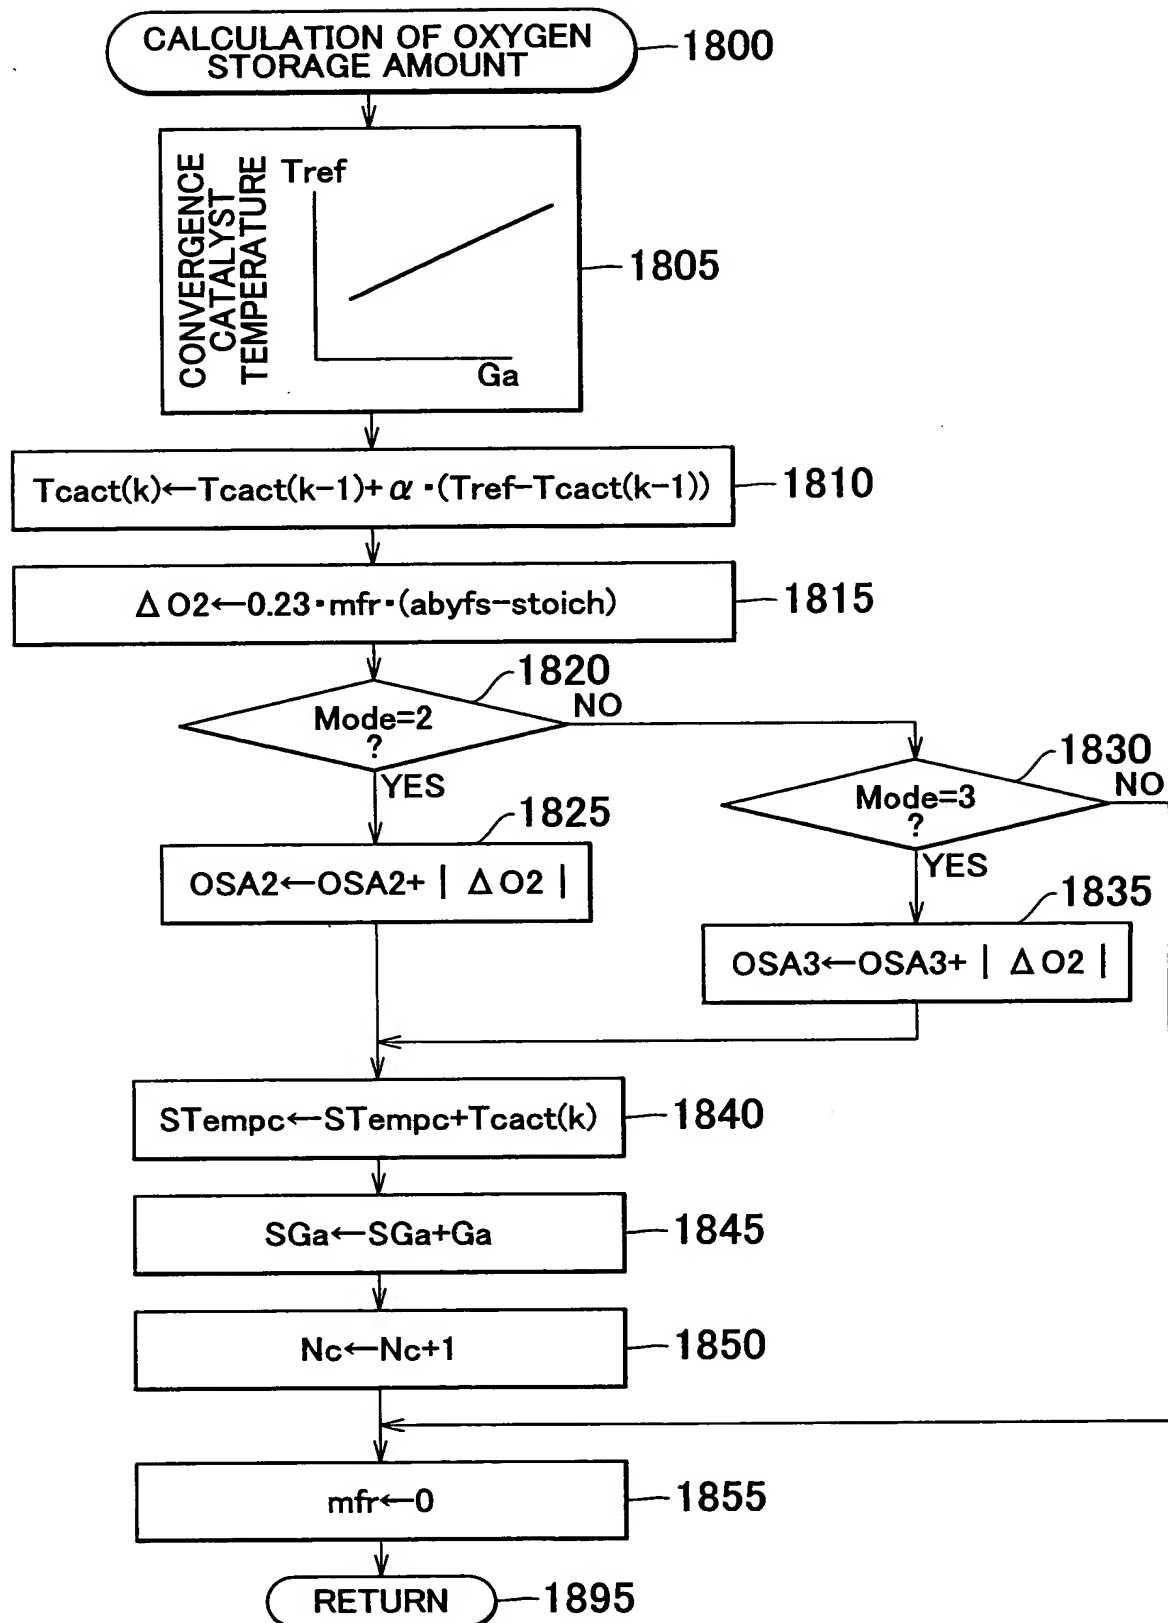 CALCULATION OF OXYGEN
STORAGE AMOUNT
1800
CONVERGENCE
CATALYST
TEMPERATURE
Tref
Ga
1805
Tcact(k)←Tcact(k-1)+α・(Tref-Tcact(k-1))
1810
ΔO2←0.23・mfr・(abyfs-stoich)
1815
1820
Mode=2
?
NO
YES
1830
Mode=3
?
NO
YES
1825
OSA2←OSA2+|ΔO2|
1835
OSA3←OSA3+|ΔO2|
STempc←STempc+Tcact(k)
1840
SGa←SGa+Ga
1845
Nc←Nc+1
1850
mfr←0
1855
RETURN
1895